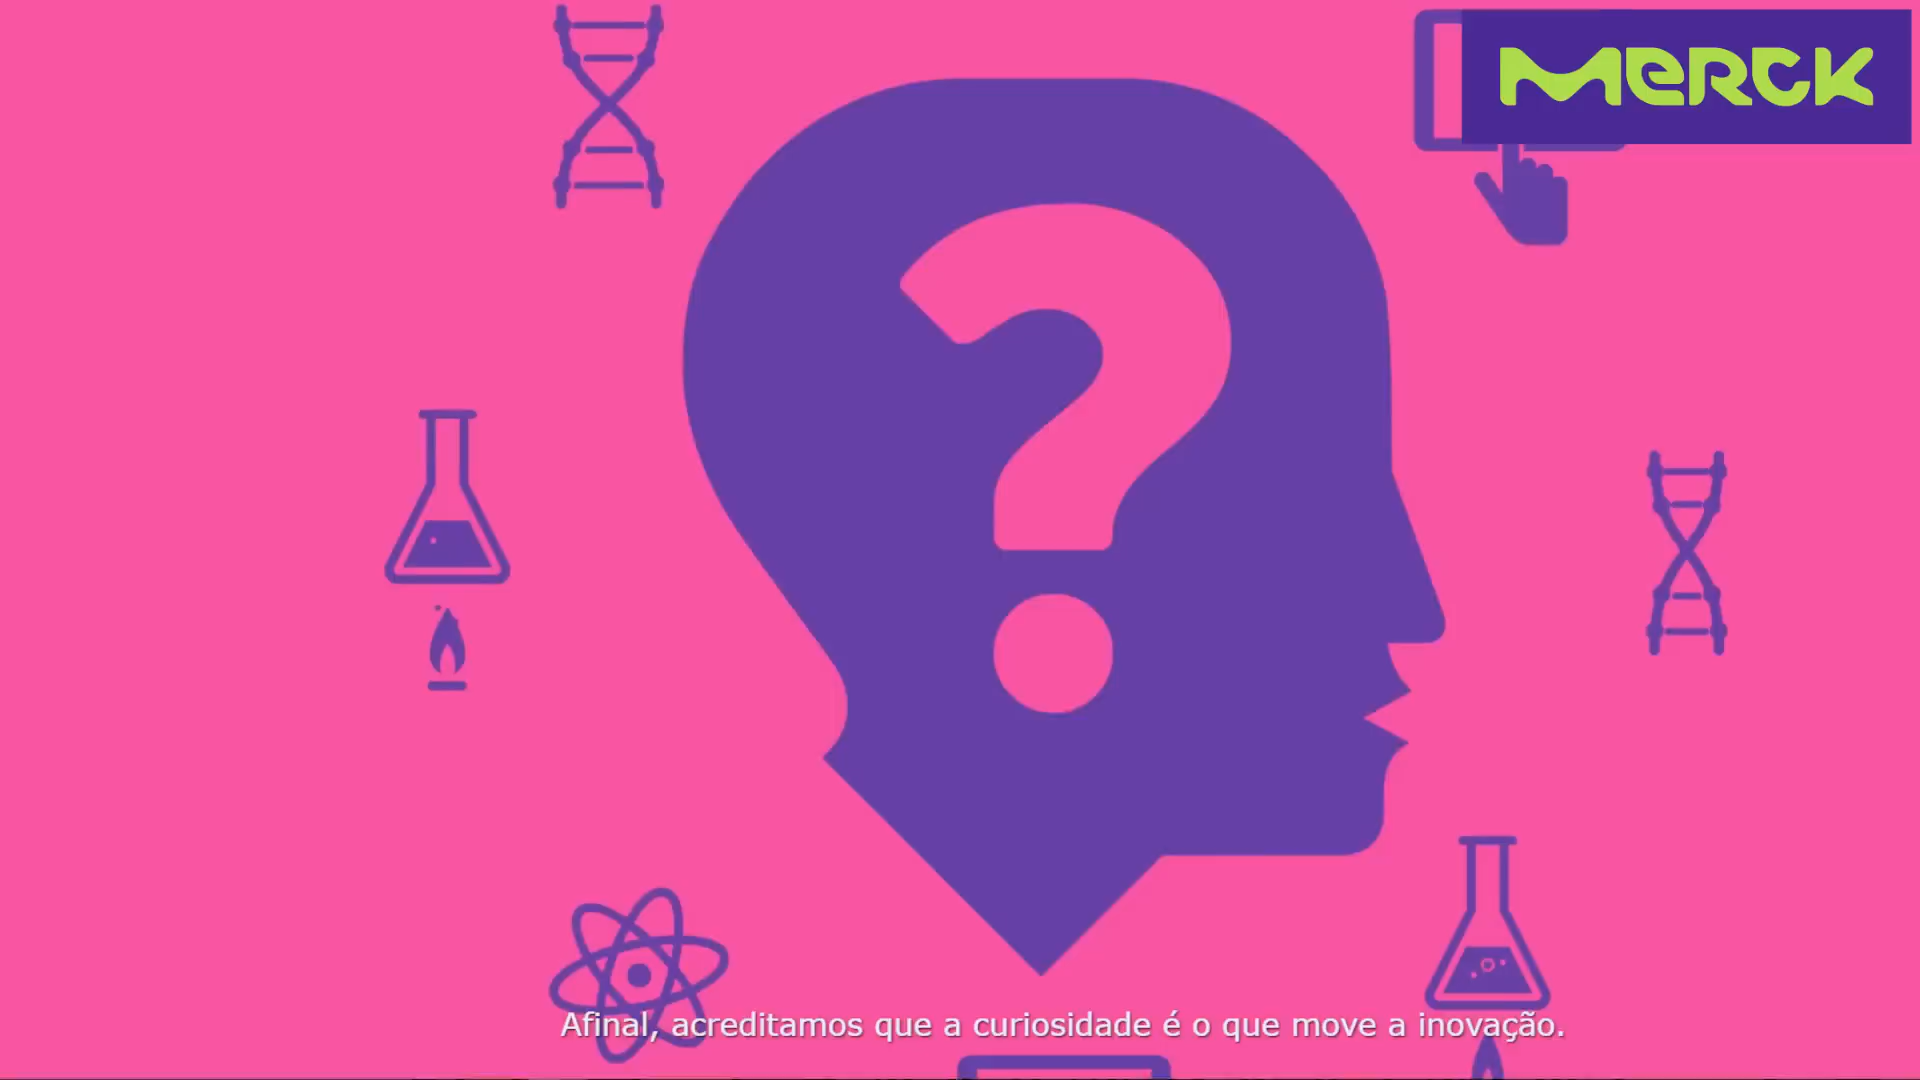 MERCK
?
Afinal, acreditamos que a curiosidade é o que move a inovação.